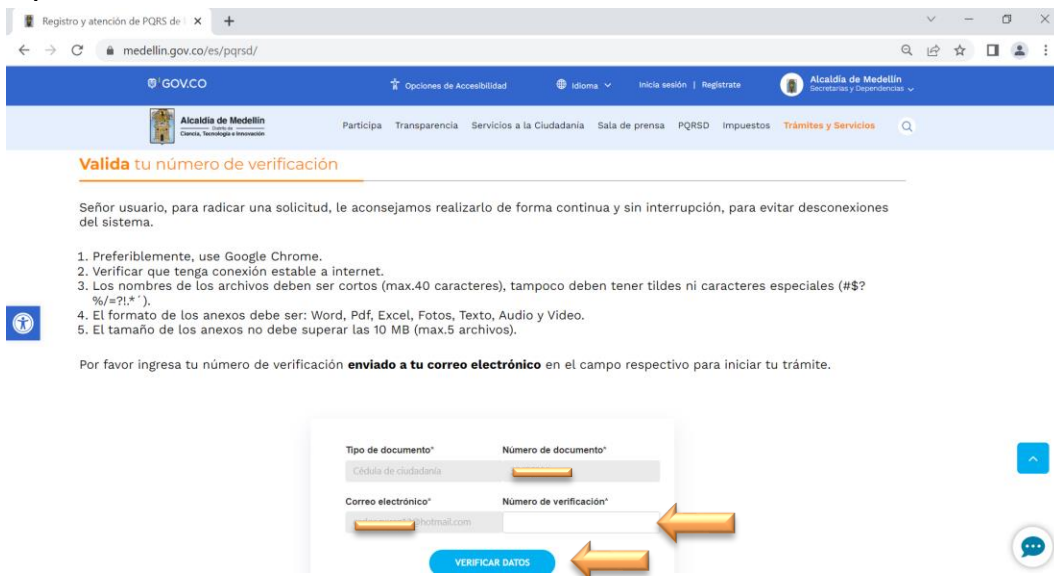 Registro y atención de PQRS de
medellin.gov.co/es/pqrsd/
GOV.CO
Opciones de Accesibilidad
Idioma
Inicia sesión | Registrate
Alcaldía de Medellín
Secretarías y Dependencias
Alcaldía de Medellín
Distrito de
Ciencia, Tecnología e Innovación
Participa Transparencia Servicios a la Ciudadanía Sala de prensa PQRSD Impuestos Trámites y Servicios
Valida tu número de verificación
Señor usuario, para radicar una solicitud, le aconsejamos realizarlo de forma continua y sin interrupción, para evitar desconexiones
del sistema.
1. Preferiblemente, use Google Chrome.
2. Verificar que tenga conexión estable a internet.
3. Los nombres de los archivos deben ser cortos (max.40 caracteres), tampoco deben tener tildes ni caracteres especiales (#$?
%/=?!.*´).
4. El formato de los anexos debe ser: Word, Pdf, Excel, Fotos, Texto, Audio y Video.
5. El tamaño de los anexos no debe superar las 10 MB (max.5 archivos).
Por favor ingresa tu número de verificación enviado a tu correo electrónico en el campo respectivo para iniciar tu trámite.
Tipo de documento* Número de documento*
Cédula de ciudadanía
Correo electrónico* Número de verificación*
@hotmail.com
VERIFICAR DATOS